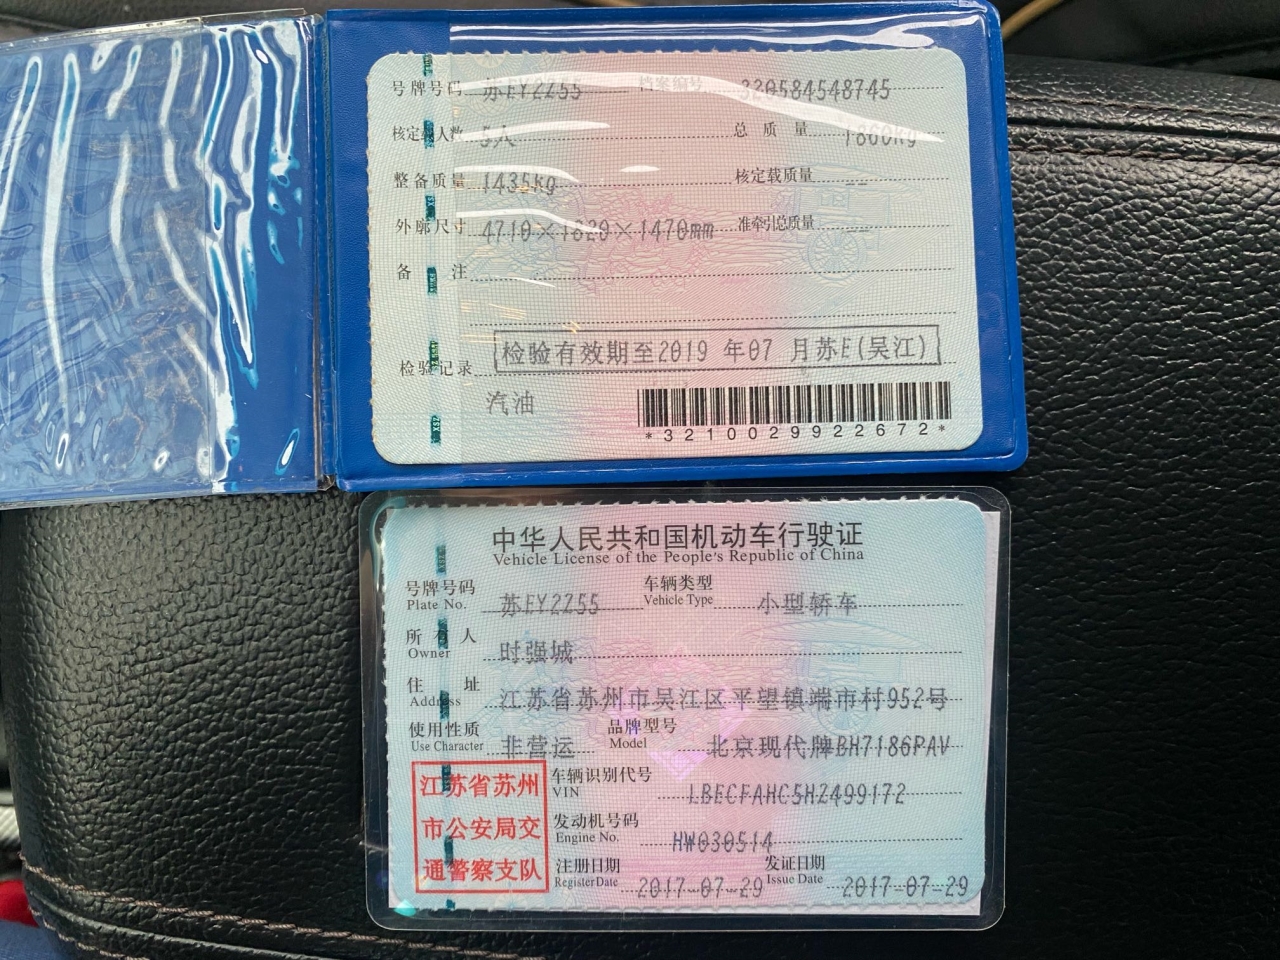 号牌号码 苏EY2Z55 档案编号 320584548745
核定载人数 5人 总质量 1860kg
整备质量 1435kg 核定载质量 --
外廓尺寸 4710×1820×1470mm 准牵引总质量 --
备注
检验记录 检验有效期至2019年07月苏E(吴江)
汽油
*3210029922672*
中华人民共和国机动车行驶证
Vehicle License of the People's Republic of China
号牌号码 苏EY2Z55 车辆类型 小型轿车
Plate No. Vehicle Type
所有人 时强城
Owner
住址 江苏省苏州市吴江区平望镇端市村952号
Address
使用性质 非营运 品牌型号 北京现代牌BH7186PAV
Use Character Model
江苏省苏州
市公安局交
通警察支队
车辆识别代号 LBECFAHC5HZ499172
VIN
发动机号码 HW030514
Engine No.
注册日期 2017-07-29 发证日期 2017-07-29
Register Date Issue Date